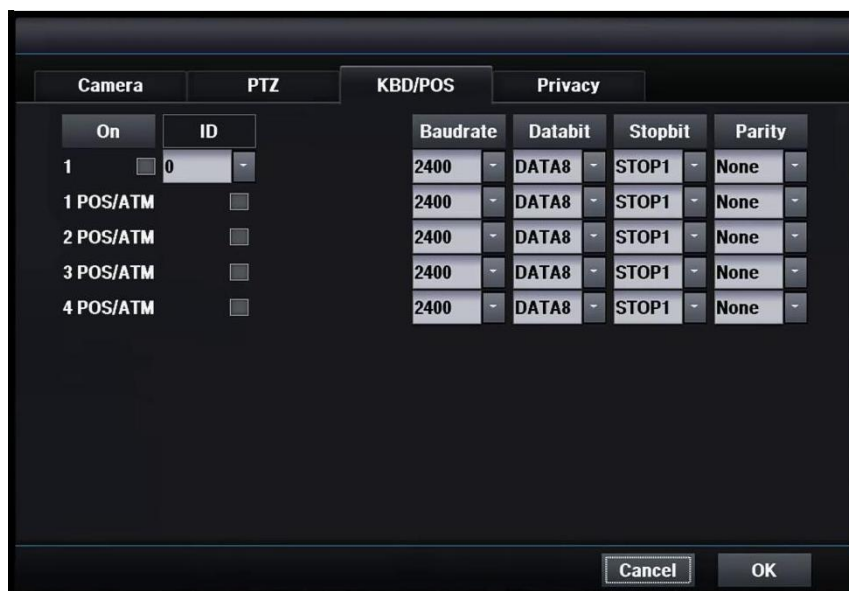 Camera PTZ KBD/POS Privacy
On ID Baudrate Databit Stopbit Parity
1 0 2400 DATA8 STOP1 None
1 POS/ATM 2400 DATA8 STOP1 None
2 POS/ATM 2400 DATA8 STOP1 None
3 POS/ATM 2400 DATA8 STOP1 None
4 POS/ATM 2400 DATA8 STOP1 None
Cancel OK